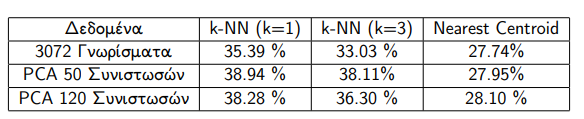 Δεδομένα k-NN (k=1) k-NN (k=3) Nearest Centroid
3072 Γνωρίσματα 35.39 % 33.03 % 27.74%
PCA 50 Συνιστωσών 38.94 % 38.11% 27.95%
PCA 120 Συνιστωσών 38.28 % 36.30 % 28.10 %